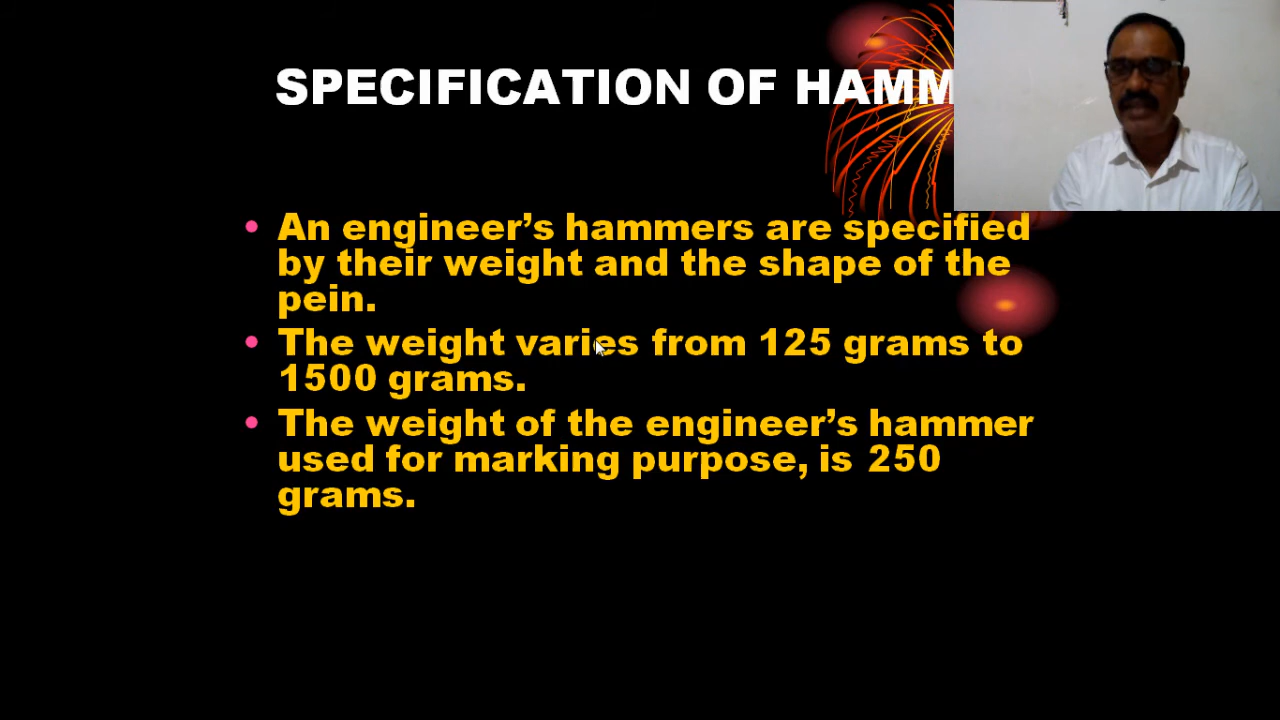 SPECIFICATION OF HAMM
• An engineer’s hammers are specified
by their weight and the shape of the
pein.
• The weight varies from 125 grams to
1500 grams.
• The weight of the engineer’s hammer
used for marking purpose, is 250
grams.